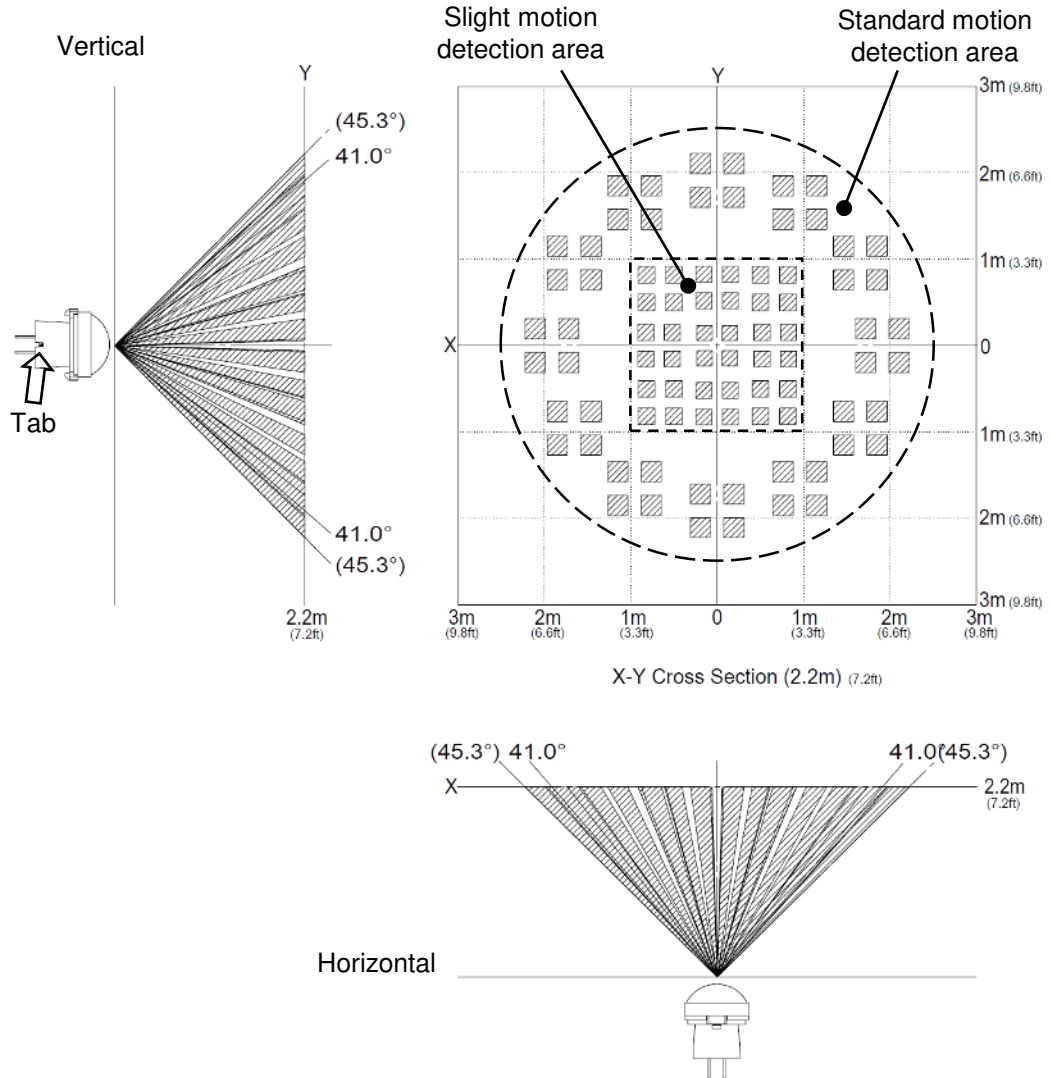 Vertical
Y
(45.3°)
41.0°
41.0°
(45.3°)
2.2m
(7.2ft)
Tab
Slight motion
detection area
Standard motion
detection area
Y
3m (9.8ft)
2m (6.6ft)
1m (3.3ft)
X
0
1m (3.3ft)
2m (6.6ft)
3m (9.8ft)
3m 2m 1m 0 1m 2m 3m
(9.8ft) (6.6ft) (3.3ft) (3.3ft) (6.6ft) (9.8ft)
X-Y Cross Section (2.2m) (7.2ft)
(45.3°) 41.0° 41.0° (45.3°)
X
2.2m
(7.2ft)
Horizontal